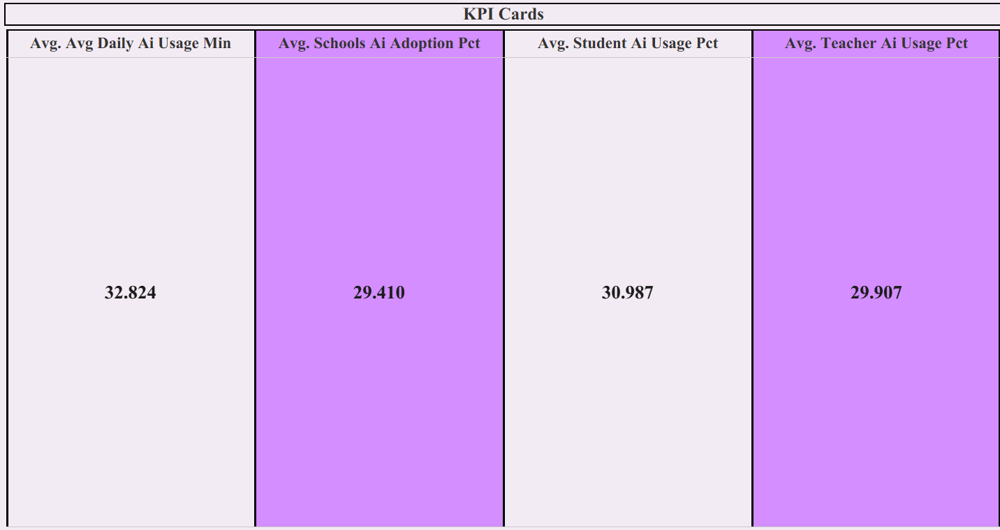 KPI Cards
Avg. Avg Daily Ai Usage Min Avg. Schools Ai Adoption Pct Avg. Student Ai Usage Pct Avg. Teacher Ai Usage Pct
32.824 29.410 30.987 29.907